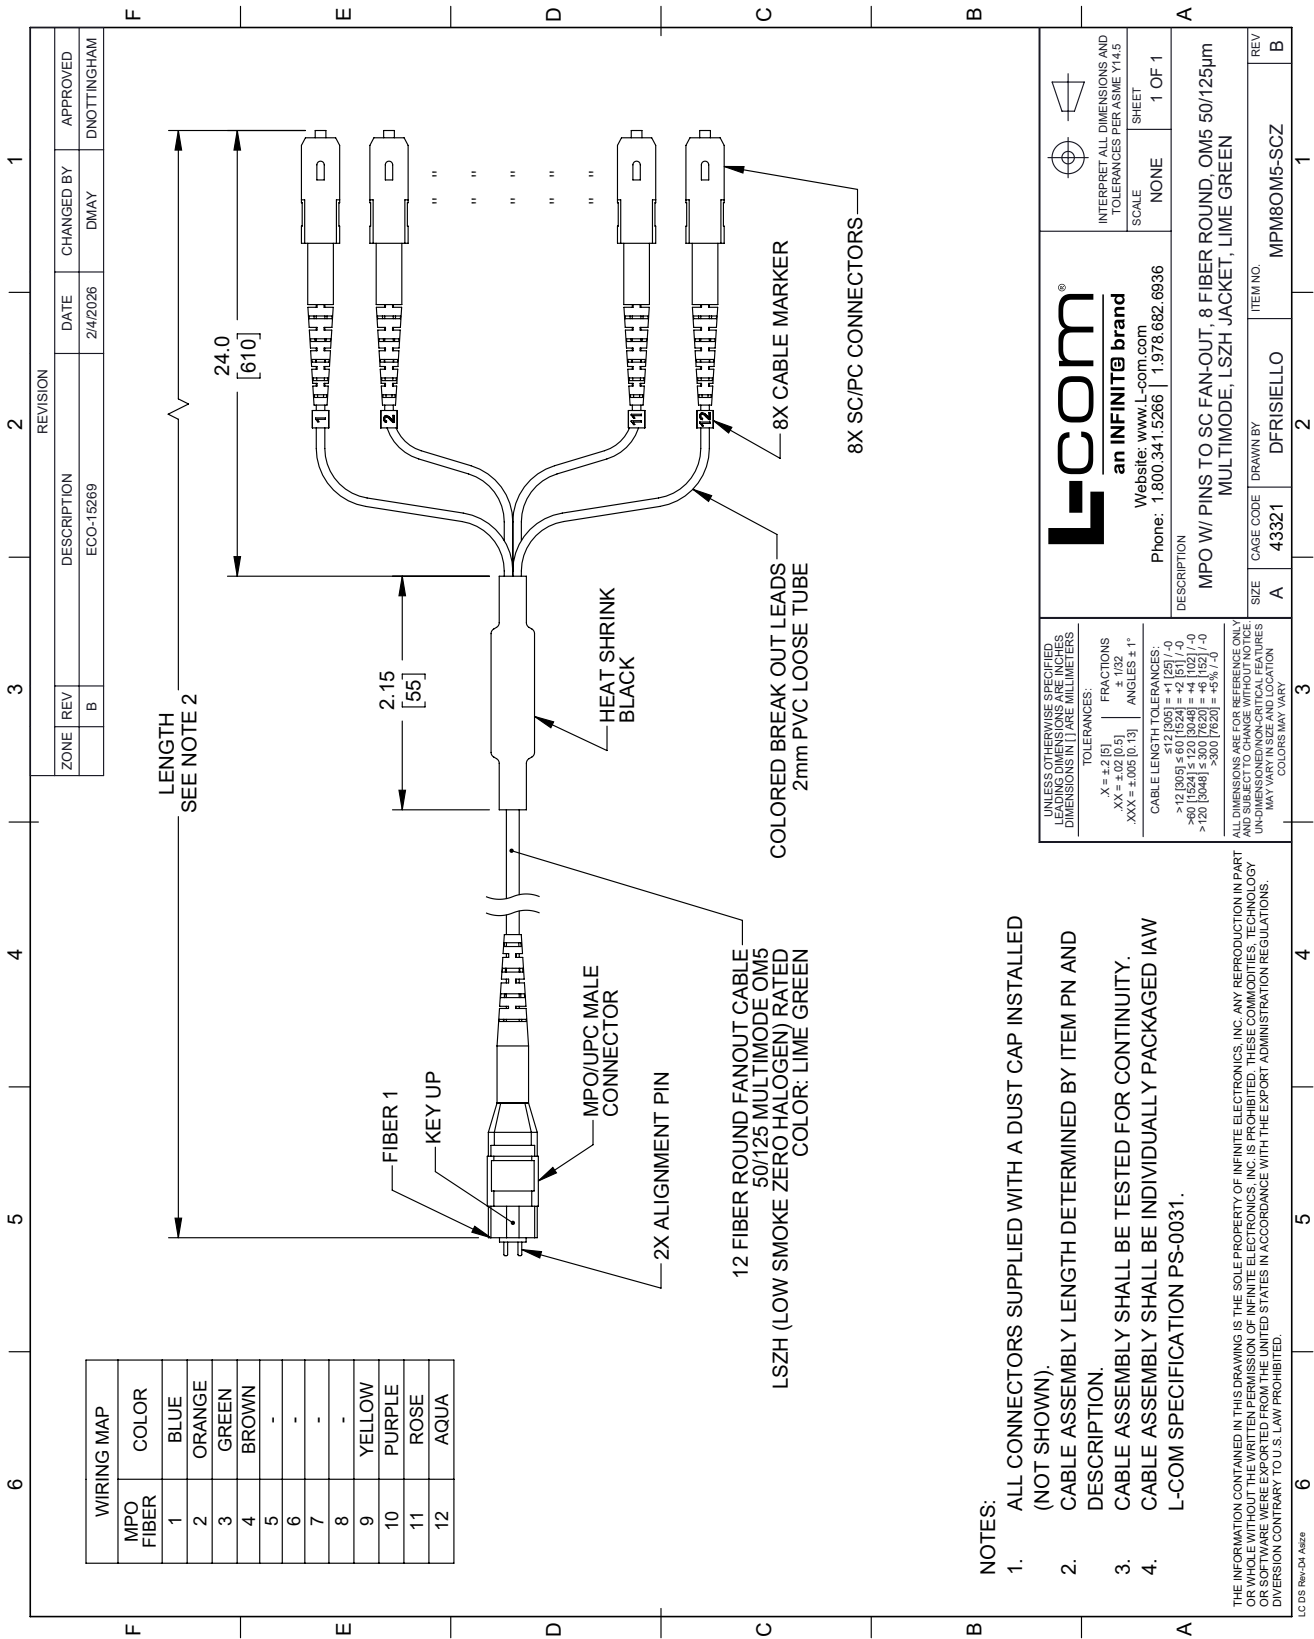 6
5
4
3
2
1
F
E
D
C
B
A
F
E
D
C
B
A
REVISION
ZONE REV DESCRIPTION DATE CHANGED BY APPROVED
B ECO-15269 2/4/2026 DMAY DNOTTINGHAM
WIRING MAP
MPO FIBER COLOR
1 BLUE
2 ORANGE
3 GREEN
4 BROWN
5 -
6 -
7 -
8 -
9 YELLOW
10 PURPLE
11 ROSE
12 AQUA
LENGTH
SEE NOTE 2
24.0
[610]
2.15
[55]
FIBER 1
KEY UP
MPO/UPC MALE
CONNECTOR
2X ALIGNMENT PIN
HEAT SHRINK
BLACK
1
2
11
12
" "
" "
" "
" "
" "
8X CABLE MARKER
8X SC/PC CONNECTORS
COLORED BREAK OUT LEADS
2mm PVC LOOSE TUBE
12 FIBER ROUND FANOUT CABLE
50/125 MULTIMODE OM5
LSZH (LOW SMOKE ZERO HALOGEN) RATED
COLOR: LIME GREEN
NOTES:
1. ALL CONNECTORS SUPPLIED WITH A DUST CAP INSTALLED
(NOT SHOWN).
2. CABLE ASSEMBLY LENGTH DETERMINED BY ITEM PN AND
DESCRIPTION.
3. CABLE ASSEMBLY SHALL BE TESTED FOR CONTINUITY.
4. CABLE ASSEMBLY SHALL BE INDIVIDUALLY PACKAGED IAW
L-COM SPECIFICATION PS-0031.
THE INFORMATION CONTAINED IN THIS DRAWING IS THE SOLE PROPERTY OF INFINITE ELECTRONICS, INC. ANY REPRODUCTION IN PART
OR WHOLE WITHOUT THE WRITTEN PERMISSION OF INFINITE ELECTRONICS, INC. IS PROHIBITED. THESE COMMODITIES, TECHNOLOGY
OR SOFTWARE WERE EXPORTED FROM THE UNITED STATES IN ACCORDANCE WITH THE EXPORT ADMINISTRATION REGULATIONS.
DIVERSION CONTRARY TO U.S. LAW PROHIBITED.
UNLESS OTHERWISE SPECIFIED
LEADING DIMENSIONS ARE INCHES
DIMENSIONS IN [ ] ARE MILLIMETERS
TOLERANCES:
.X = ±.2 [5] FRACTIONS
.XX = ±.02 [0.5] ± 1/32
.XXX = ±.005 [0.13] ANGLES ± 1°
CABLE LENGTH TOLERANCES:
≤12 [305] = +1 [25] / -0
>12 [305] ≤ 60 [1524] = +2 [51] / -0
>60 [1524] ≤ 120 [3048] = +4 [102] / -0
>120 [3048] ≤ 300 [7620] = +6 [152] / -0
>300 [7620] = +5% / -0
ALL DIMENSIONS ARE FOR REFERENCE ONLY
AND SUBJECT TO CHANGE WITHOUT NOTICE.
UN-DIMENSIONED/NON-CRITICAL FEATURES
MAY VARY IN SIZE AND LOCATION
COLORS MAY VARY
L-com®
an INFINIT@ brand
Website: www.L-com.com
Phone: 1.800.341.5266 | 1.978.682.6936
INTERPRET ALL DIMENSIONS AND
TOLERANCES PER ASME Y14.5
SCALE NONE
SHEET 1 OF 1
DESCRIPTION
MPO W/ PINS TO SC FAN-OUT, 8 FIBER ROUND, OM5 50/125µm
MULTIMODE, LSZH JACKET, LIME GREEN
SIZE A
CAGE CODE 43321
DRAWN BY DFRISIELLO
ITEM NO. MPM8OM5-SCZ
REV B
6
5
4
3
2
1
LC DS Rev-D4 Asize